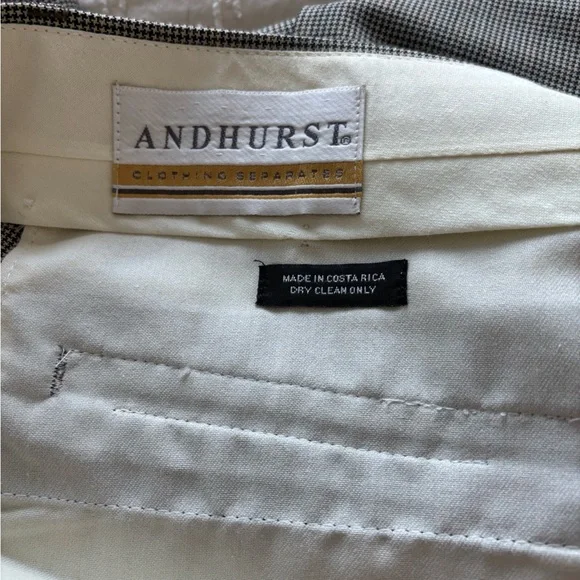 ANDHURST®
CLOTHING SEPARATES
MADE IN COSTA RICA
DRY CLEAN ONLY